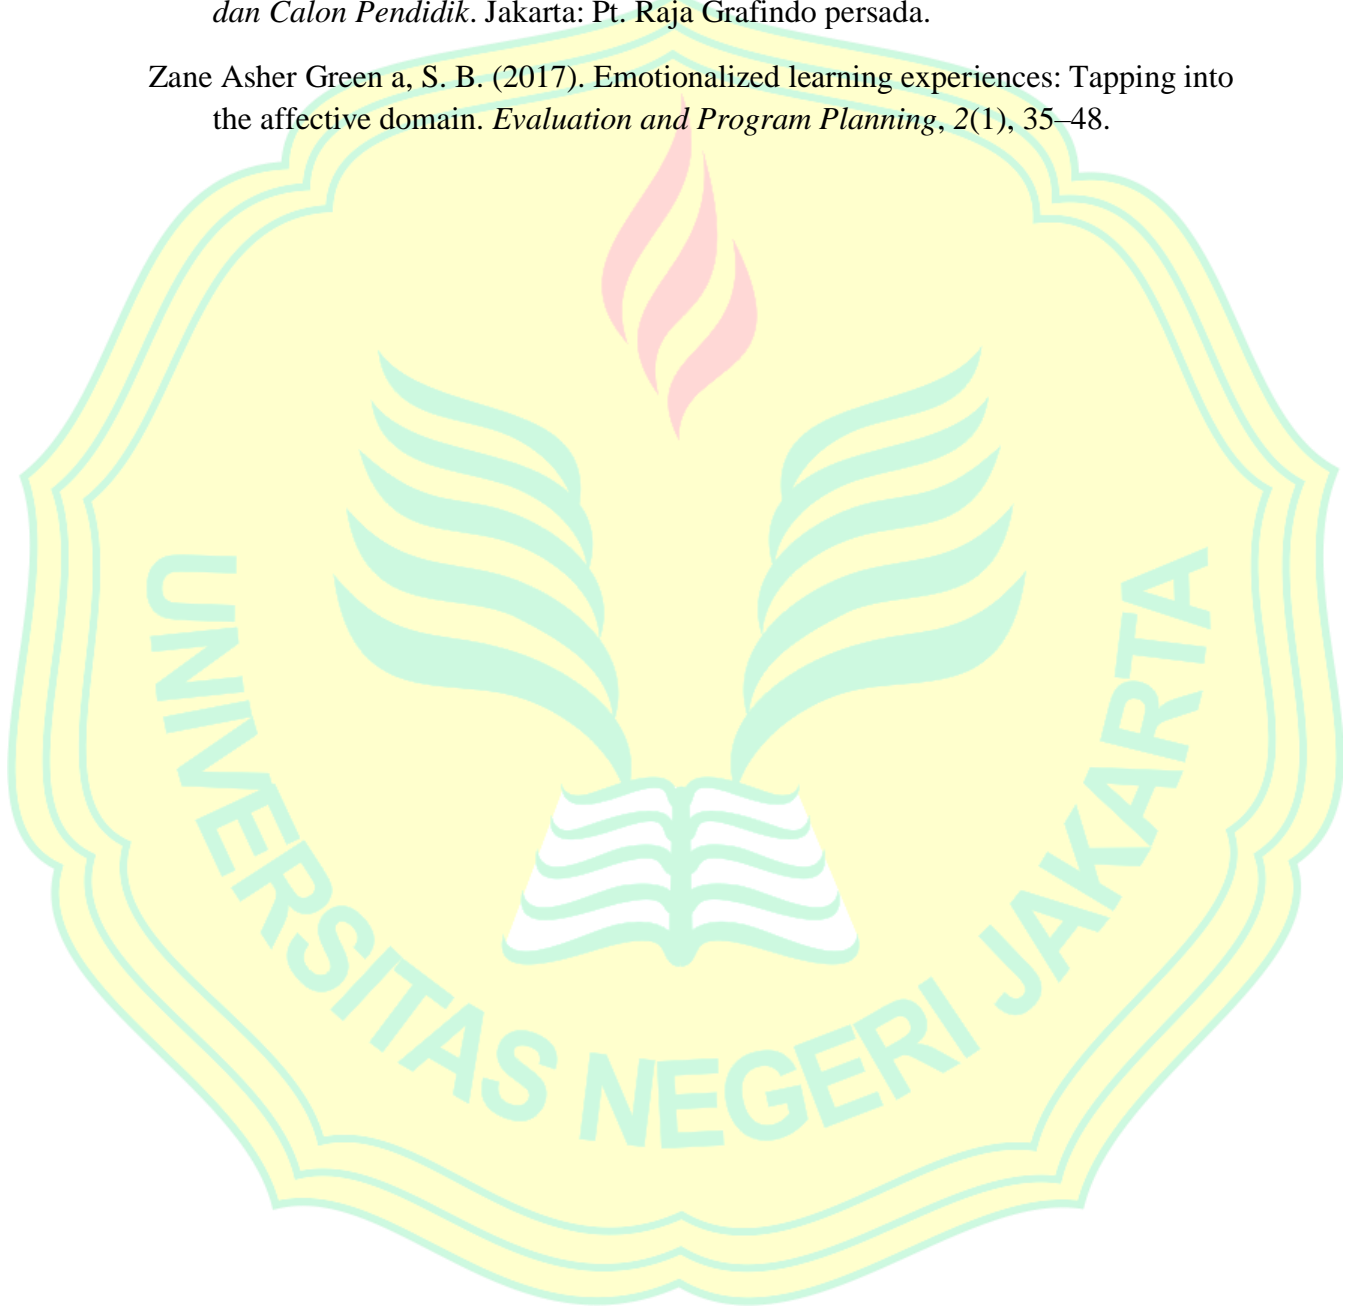 dan Calon Pendidik. Jakarta: Pt. Raja Grafindo persada.
Zane Asher Green a, S. B. (2017). Emotionalized learning experiences: Tapping into
the affective domain. Evaluation and Program Planning, 2(1), 35–48.
UNIVERSITAS NEGERI JAKARTA